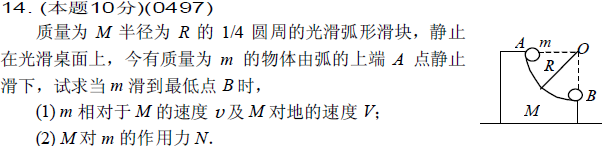 14. (本题10分)(0497)
质量为 M 半径为 R 的 1/4 圆周的光滑弧形滑块，静止
在光滑桌面上，今有质量为 m 的物体由弧的上端 A 点静止
滑下，试求当 m 滑到最低点 B 时，
(1) m 相对于 M 的速度 υ 及 M 对地的速度 V；
(2) M 对 m 的作用力 N.
A m O
R
B
M